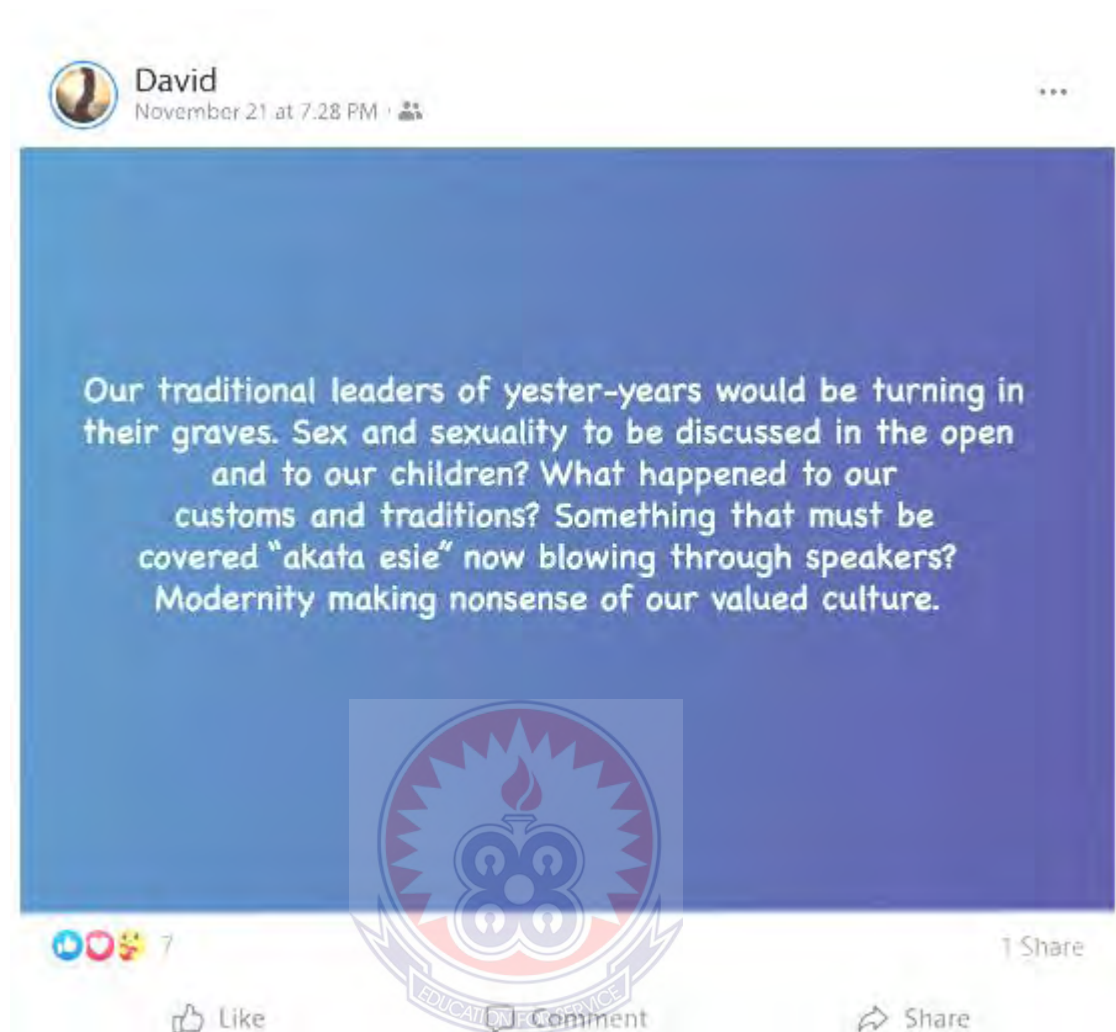 David
November 21 at 7.28 PM ·
Our traditional leaders of yester-years would be turning in
their graves. Sex and sexuality to be discussed in the open
and to our children? What happened to our
customs and traditions? Something that must be
covered "akata esie" now blowing through speakers?
Modernity making nonsense of our valued culture.
7
1 Share
EDUCATION FOR SERVICE
Like
Comment
Share